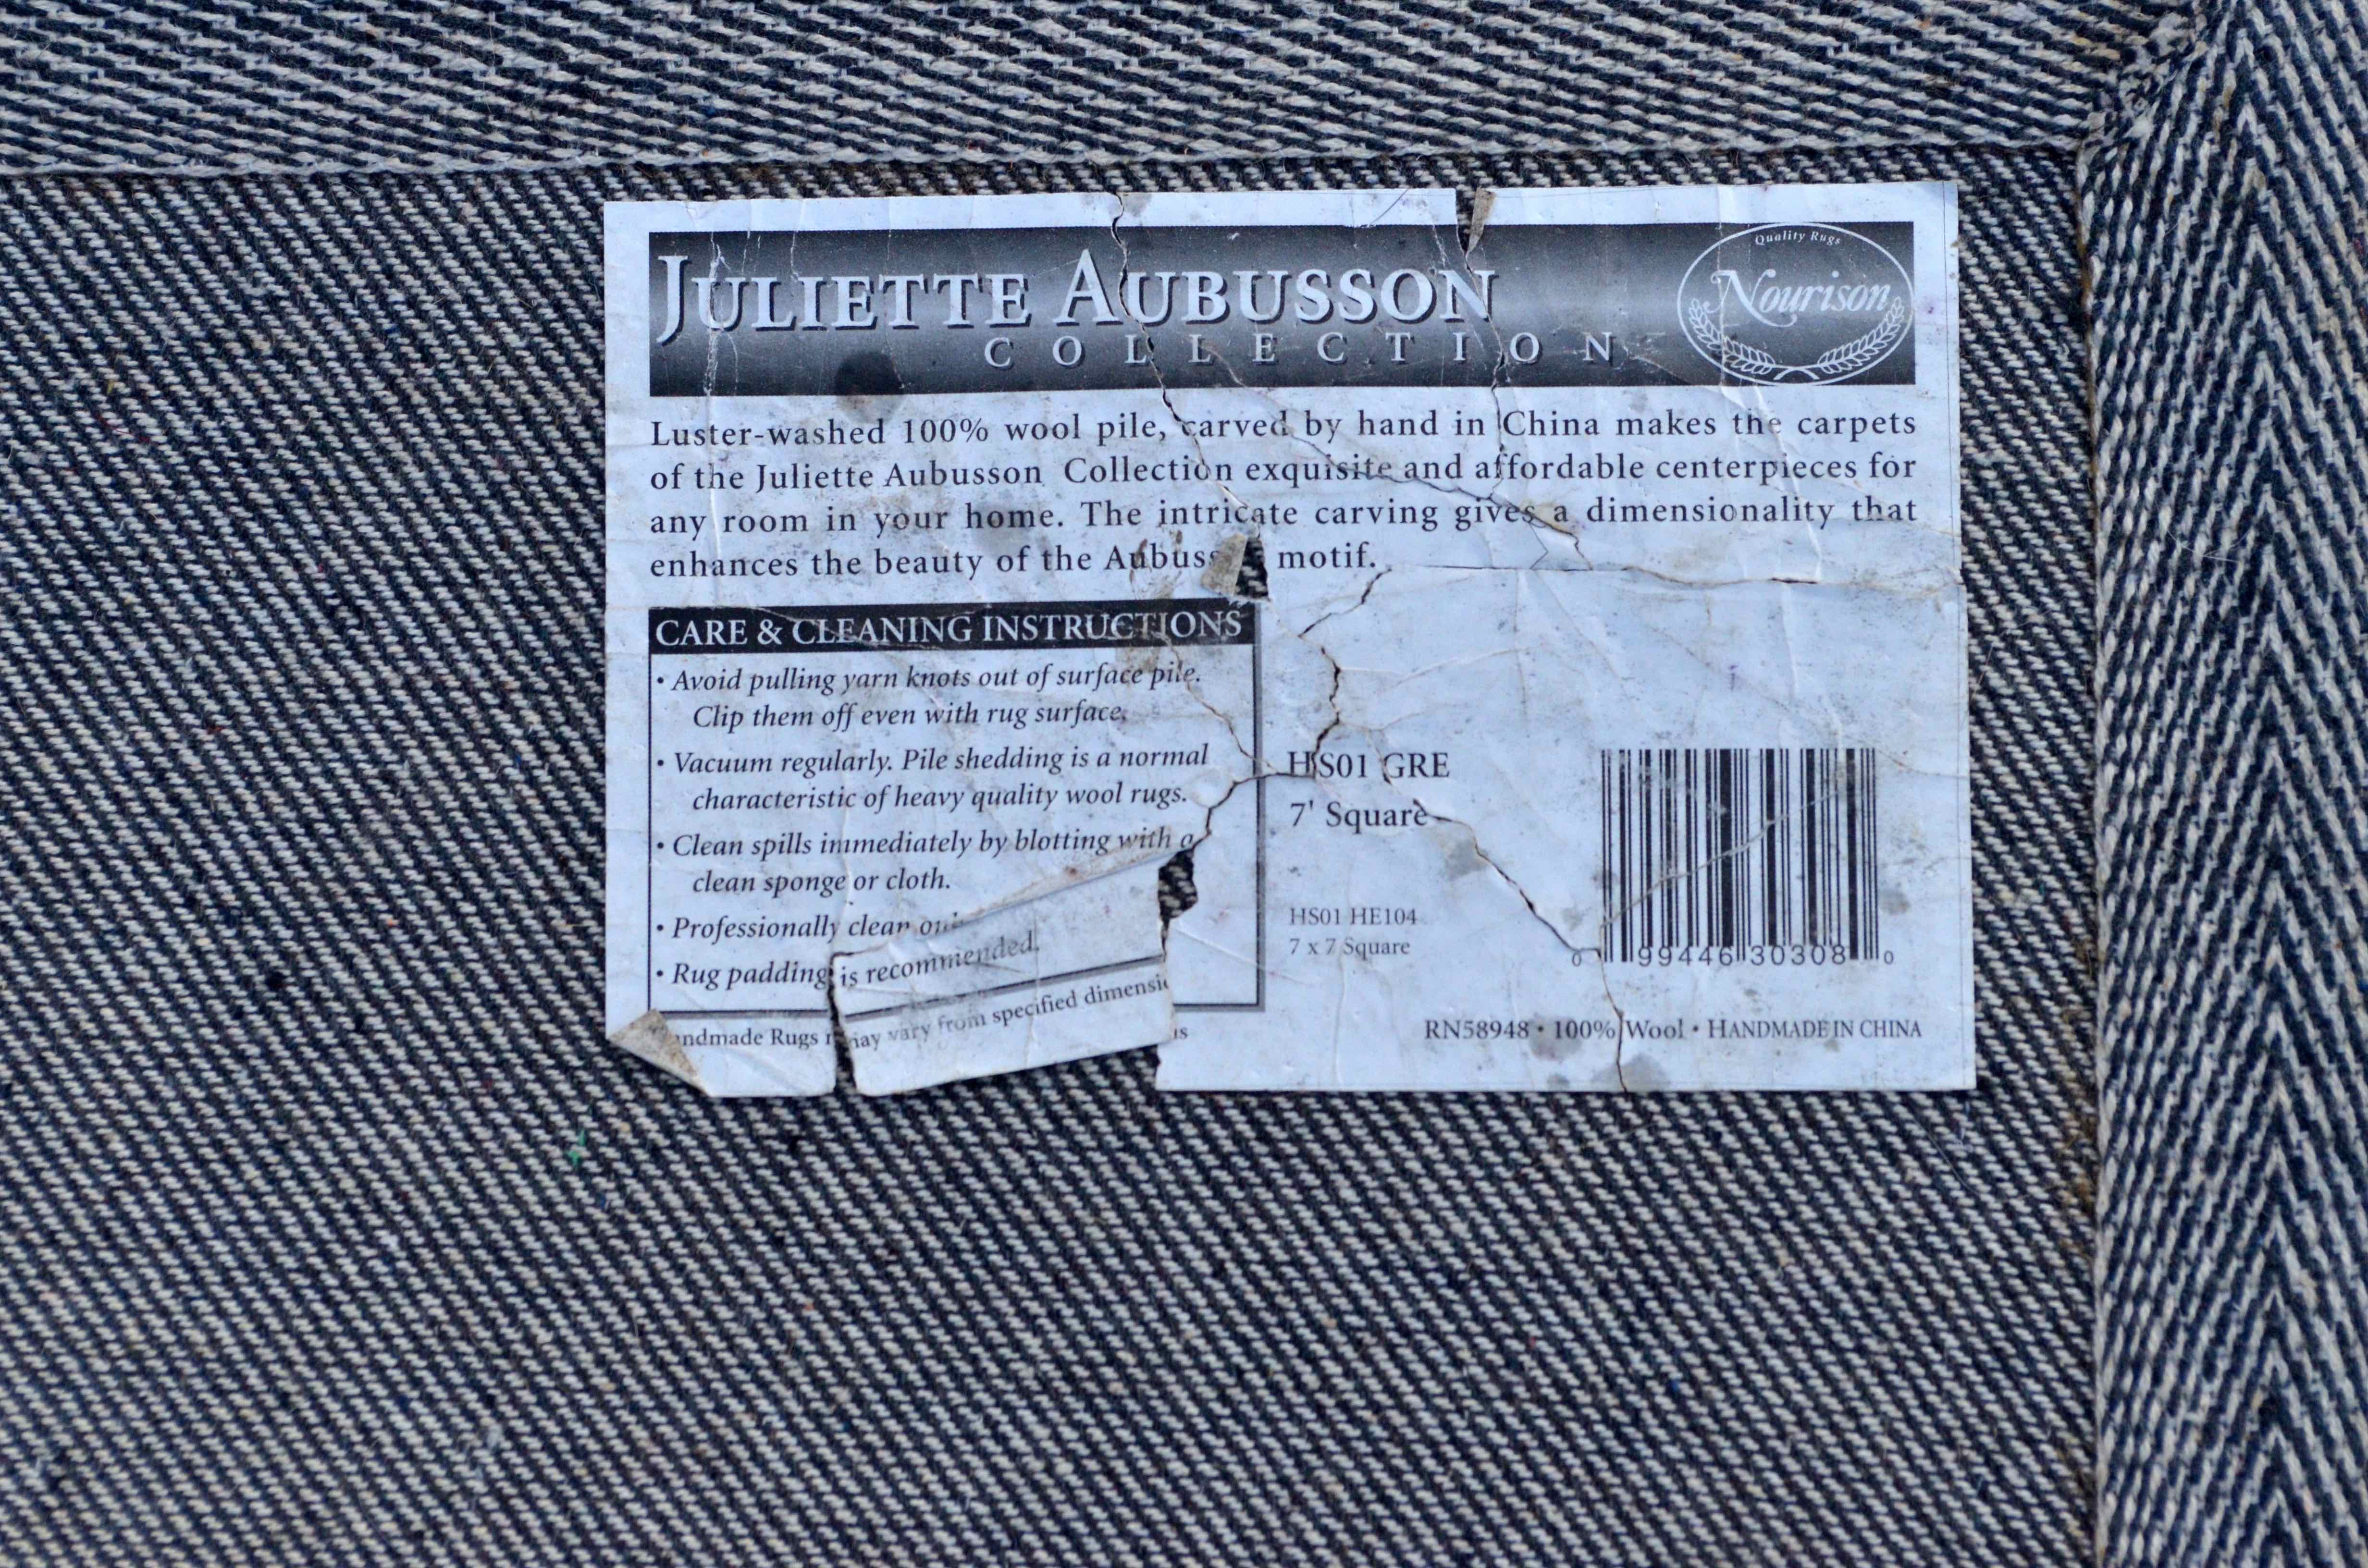 JULIETTE AUBUSSON
COLLECTION
Quality Rugs
Nourison
Luster-washed 100% wool pile, carved by hand in China makes the carpets
of the Juliette Aubusson Collection exquisite and affordable centerpieces for
any room in your home. The intricate carving gives a dimensionality that
enhances the beauty of the Aubus motif.
CARE & CLEANING INSTRUCTIONS
• Avoid pulling yarn knots out of surface pile.
Clip them off even with rug surface.
• Vacuum regularly. Pile shedding is a normal
characteristic of heavy quality wool rugs.
• Clean spills immediately by blotting with a
clean sponge or cloth.
• Professionally clean
• Rug padding is recommended.
ndmade Rugs may vary from specified dimensi
HS01 GRE
7' Square
HS01 HE104
7 x 7 Square
0 99446 30308 0
RN58948 • 100% Wool • HANDMADE IN CHINA